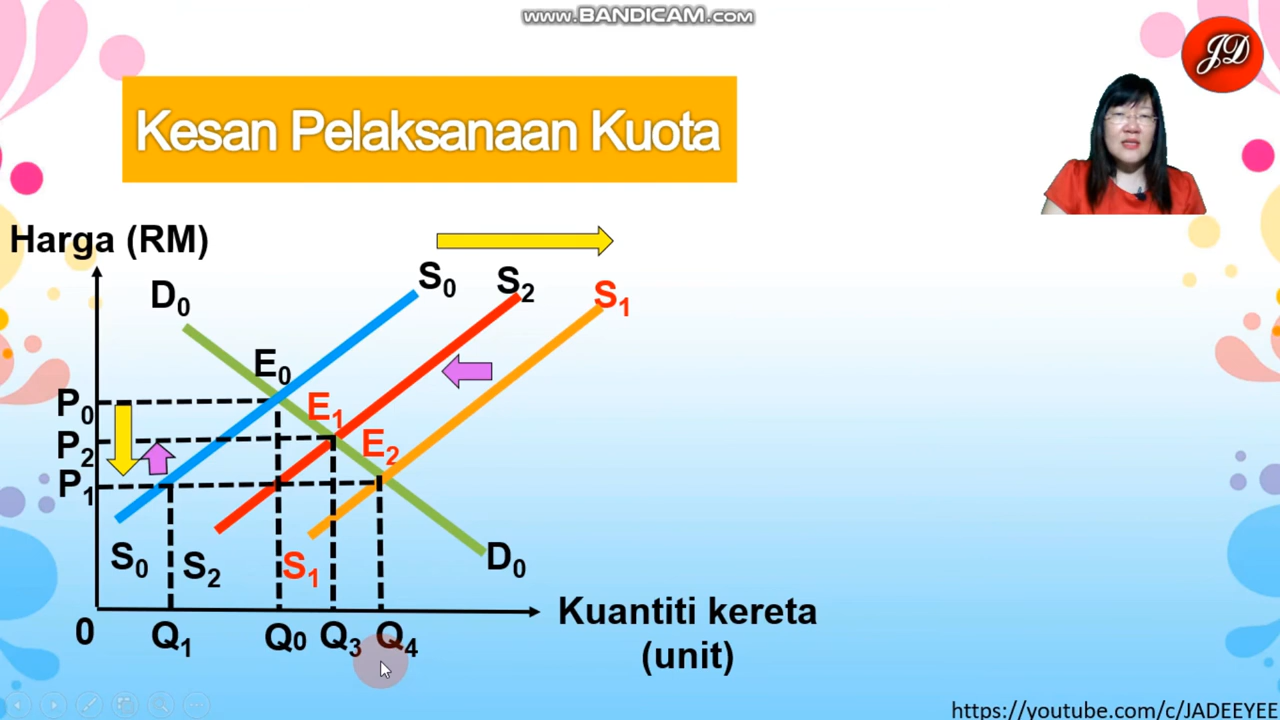 www.BANDICAM.com
JD
Kesan Pelaksanaan Kuota
Harga (RM)
D₀
S₀
S₂
S₁
E₀
P₀
E₁
P₂
E₂
P₁
S₀
S₂
S₁
D₀
0
Q₁
Q₀
Q₃
Q₄
Kuantiti kereta
(unit)
https://youtube.com/c/JADEEYEE